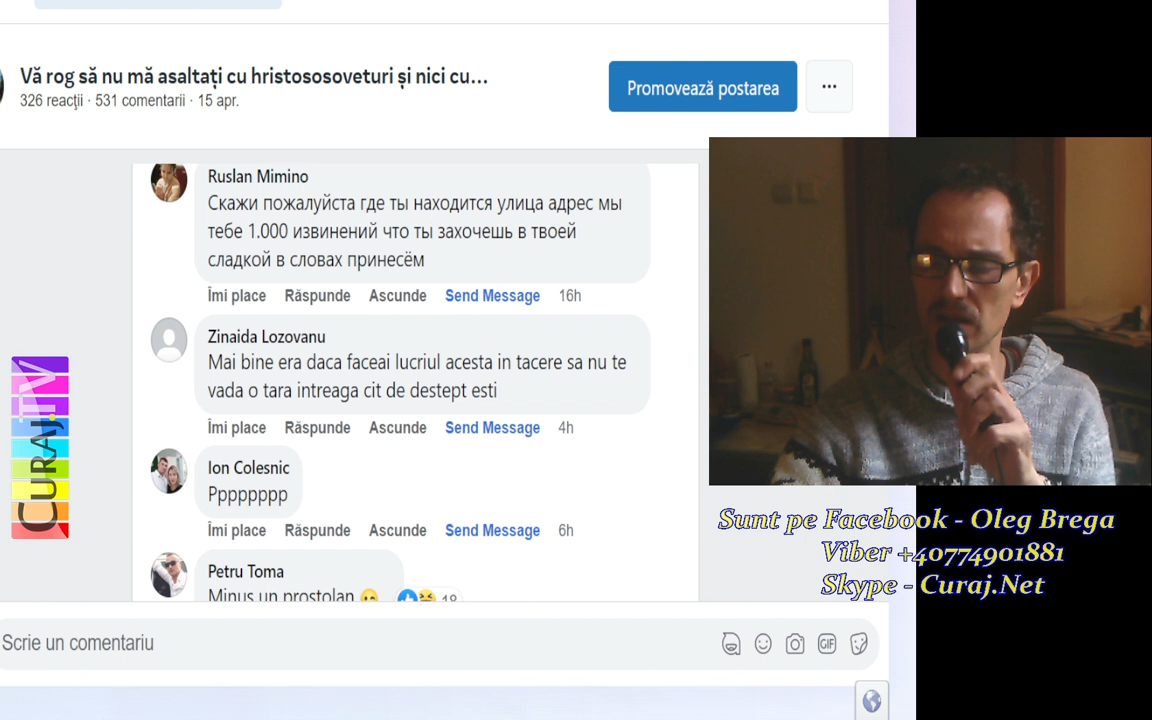 Vă rog să nu mă asaltați cu hristososoveturi și nici cu...
326 reacţii · 531 comentarii · 15 apr.
Promovează postarea
...
Ruslan Mimino
Скажи пожалуйста где ты находится улица адрес мы
тебе 1.000 извинений что ты захочешь в твоей
сладкой в словах принесём
Îmi place Răspunde Ascunde Send Message 16h
Zinaida Lozovanu
Mai bine era daca faceai lucriul acesta in tacere sa nu te
vada o tara intreaga cit de destept esti
Îmi place Răspunde Ascunde Send Message 4h
Ion Colesnic
Pppppppp
Îmi place Răspunde Ascunde Send Message 6h
Petru Toma
Minus un prostolan 😋 18
Scrie un comentariu
GIF
CURAJ.TV
Sunt pe Facebook - Oleg Brega
Viber +40774901881
Skype - Curaj.Net